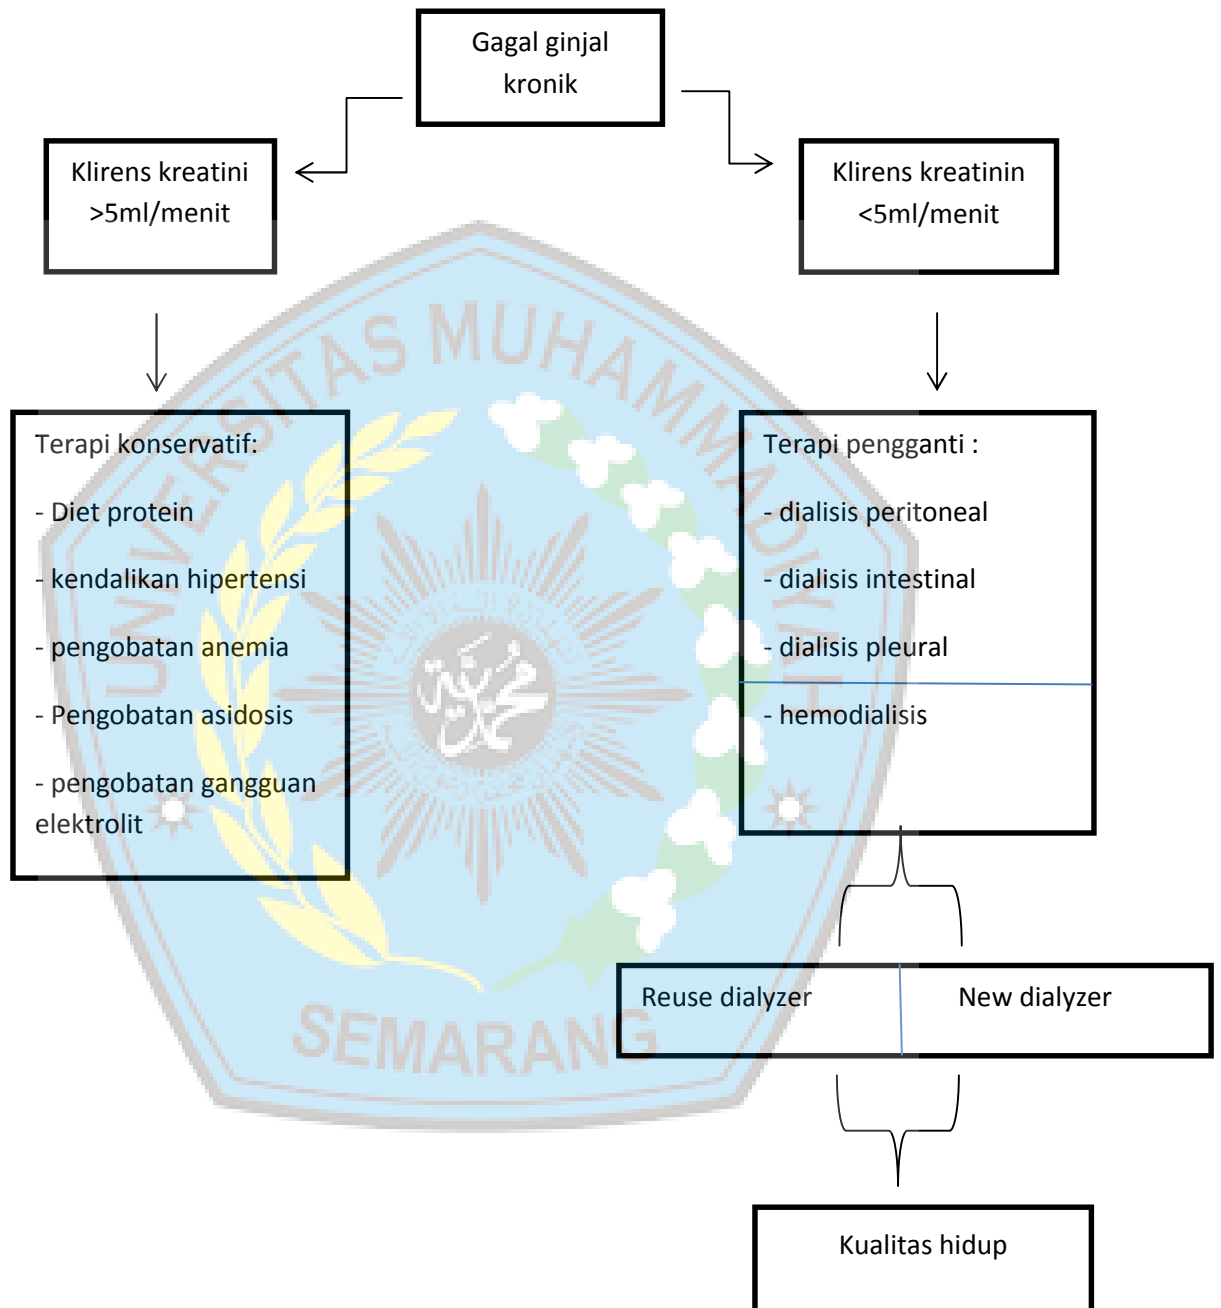 Gagal ginjal
kronik
Klirens kreatini
>5ml/menit
Klirens kreatinin
<5ml/menit
Terapi konservatif:
- Diet protein
- kendalikan hipertensi
- pengobatan anemia
- Pengobatan asidosis
- pengobatan gangguan
elektrolit
Terapi pengganti :
- dialisis peritoneal
- dialisis intestinal
- dialisis pleural
- hemodialisis
Reuse dialyzer
New dialyzer
Kualitas hidup
UNIVERSITAS MUHAMMADIYAH
SEMARANG